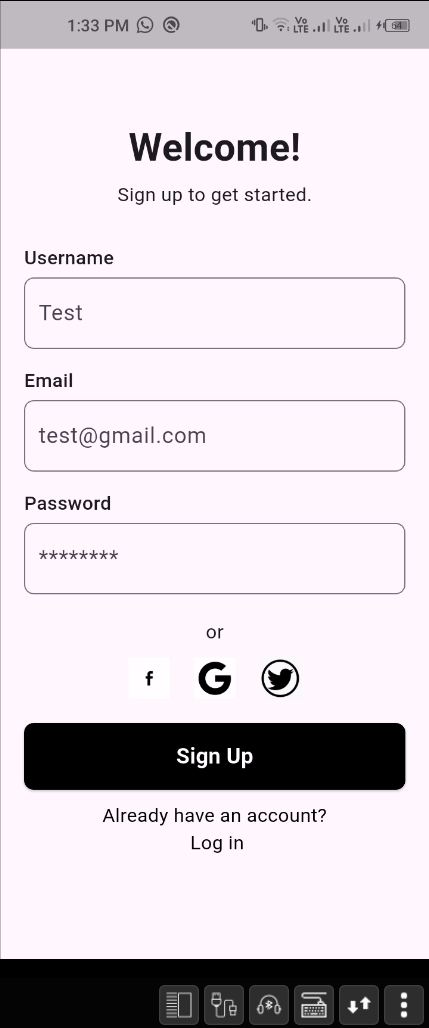 1:33 PM
Vo LTE Vo LTE 64
Welcome!
Sign up to get started.
Username
Test
Email
test@gmail.com
Password
********
or
f G
Sign Up
Already have an account?
Log in